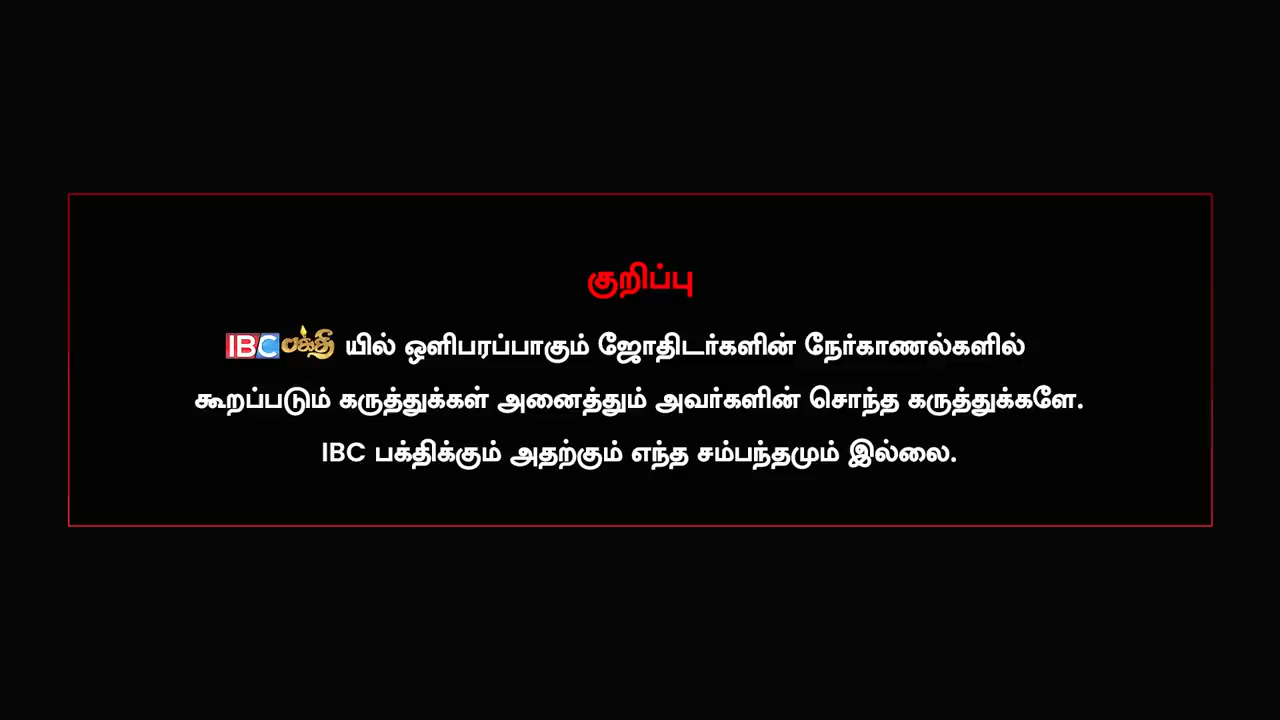 குறிப்பு
IBC பக்தி யில் ஒளிபரப்பாகும் ஜோதிடர்களின் நேர்காணல்களில்
கூறப்படும் கருத்துக்கள் அனைத்தும் அவர்களின் சொந்த கருத்துக்களே.
IBC பக்திக்கும் அதற்கும் எந்த சம்பந்தமும் இல்லை.